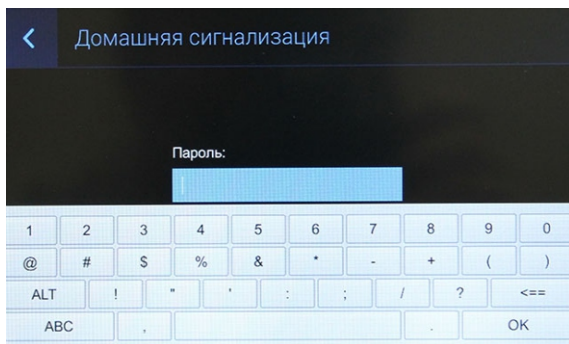 Домашняя сигнализация
Пароль:
1 2 3 4 5 6 7 8 9 0
@ # $ % & * - + ( )
ALT ! " ' : ; / ? <==
ABC , . OK